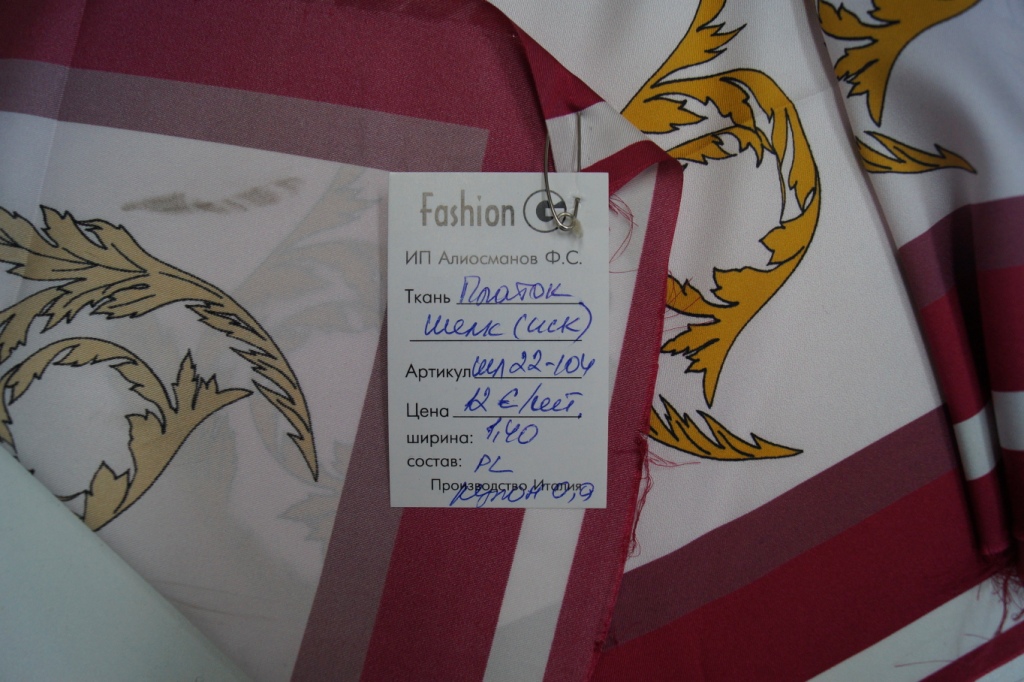 Fashion
ИП Алиосманов Ф.С.
Ткань Платок
шелк (иск)
Артикул шл 22-104
Цена 12 €/мет
ширина: 1,40
состав: PL
Производство Италия
купон 0,9